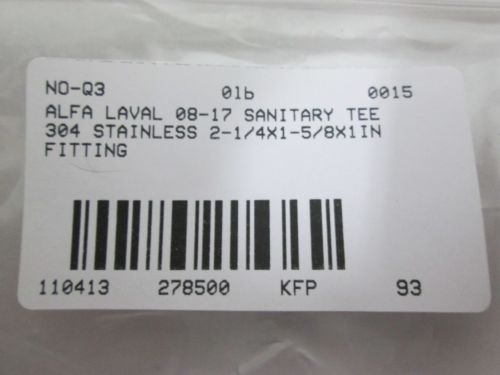 NO-Q3 01b 0015
ALFA LAVAL 08-17 SANITARY TEE
304 STAINLESS 2-1/4X1-5/8X1IN
FITTING
110413 278500 KFP 93